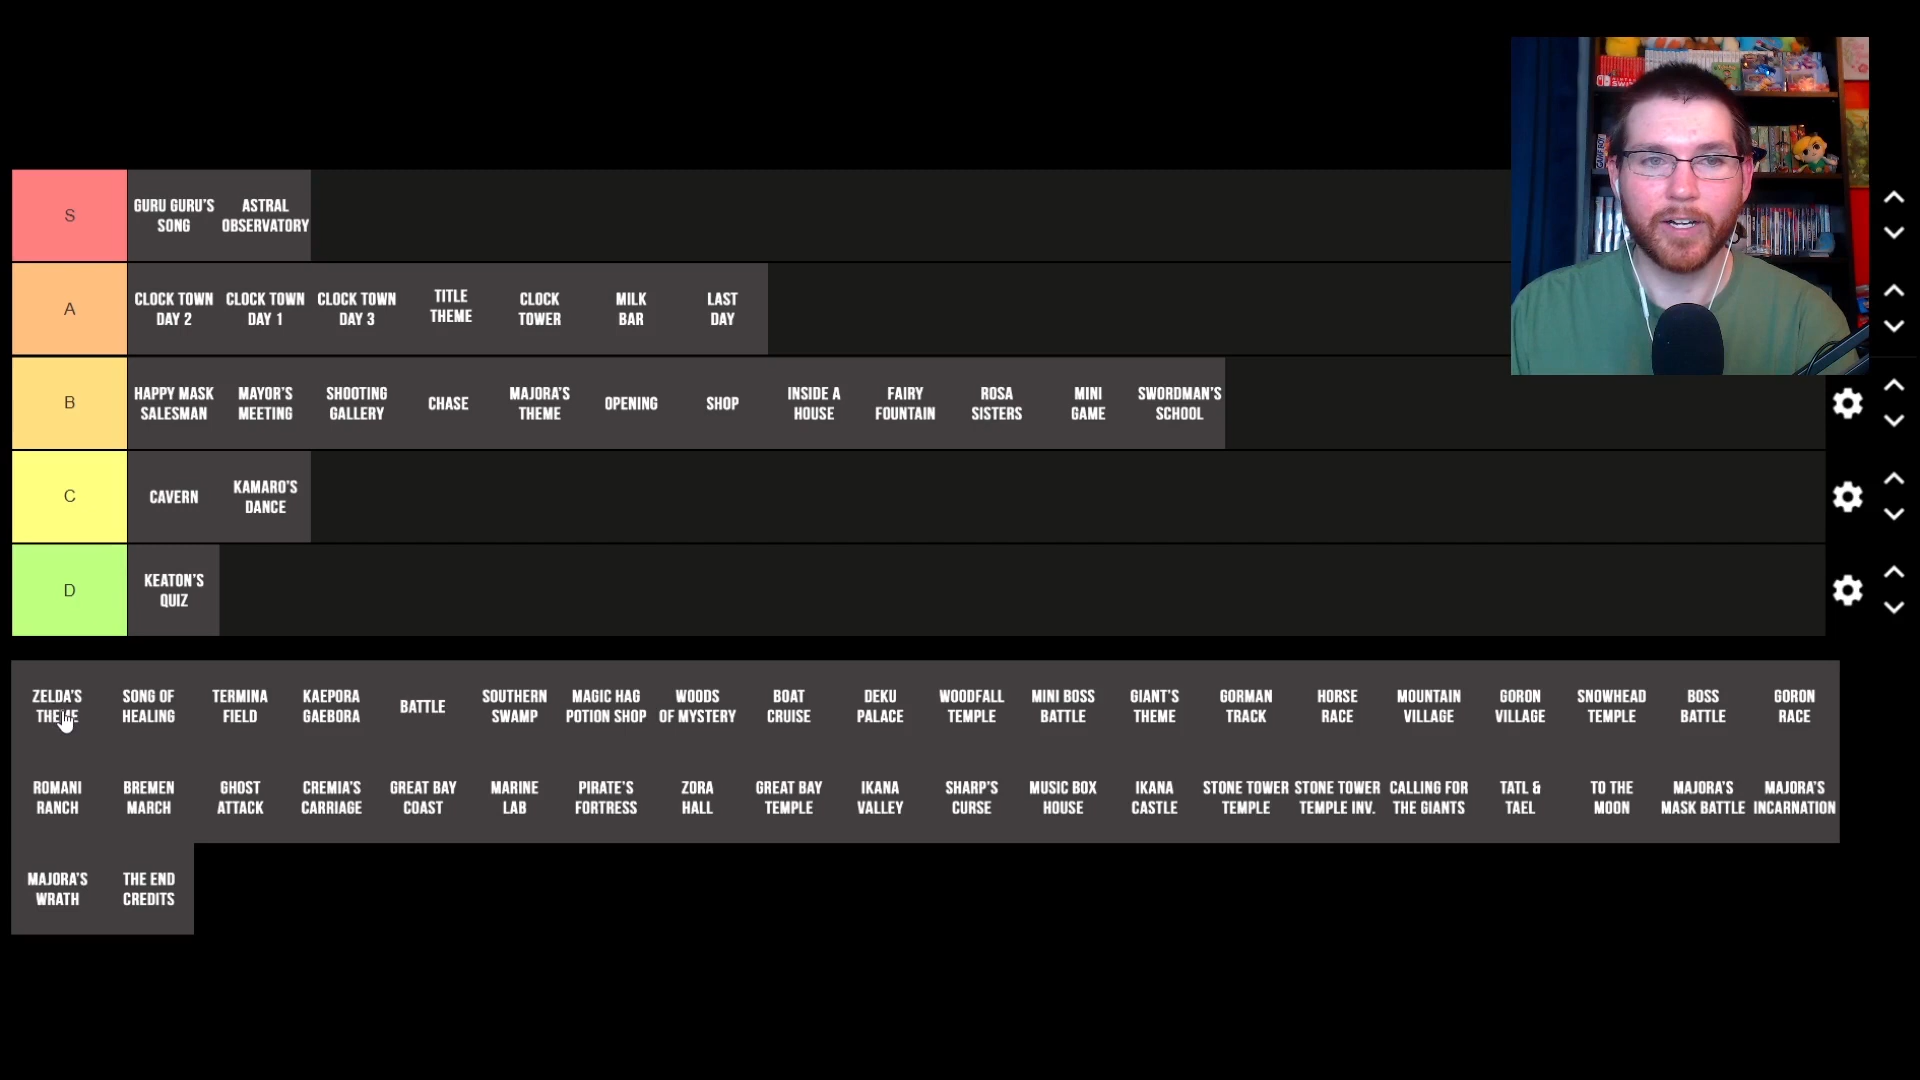 S
GURU GURU'S
SONG
ASTRAL
OBSERVATORY
A
CLOCK TOWN
DAY 2
CLOCK TOWN
DAY 1
CLOCK TOWN
DAY 3
TITLE
THEME
CLOCK
TOWER
MILK
BAR
LAST
DAY
B
HAPPY MASK
SALESMAN
MAYOR'S
MEETING
SHOOTING
GALLERY
CHASE
MAJORA'S
THEME
OPENING
SHOP
INSIDE A
HOUSE
FAIRY
FOUNTAIN
ROSA
SISTERS
MINI
GAME
SWORDMAN'S
SCHOOL
C
CAVERN
KAMARO'S
DANCE
D
KEATON'S
QUIZ
ZELDA'S
THEME
SONG OF
HEALING
TERMINA
FIELD
KAEPORA
GAEBORA
BATTLE
SOUTHERN
SWAMP
MAGIC HAG
POTION SHOP
WOODS
OF MYSTERY
BOAT
CRUISE
DEKU
PALACE
WOODFALL
TEMPLE
MINI BOSS
BATTLE
GIANT'S
THEME
GORMAN
TRACK
HORSE
RACE
MOUNTAIN
VILLAGE
GORON
VILLAGE
SNOWHEAD
TEMPLE
BOSS
BATTLE
GORON
RACE
ROMANI
RANCH
BREMEN
MARCH
GHOST
ATTACK
CREMIA'S
CARRIAGE
GREAT BAY
COAST
MARINE
LAB
PIRATE'S
FORTRESS
ZORA
HALL
GREAT BAY
TEMPLE
IKANA
VALLEY
SHARP'S
CURSE
MUSIC BOX
HOUSE
IKANA
CASTLE
STONE TOWER
TEMPLE
STONE TOWER
TEMPLE INV.
CALLING FOR
THE GIANTS
TATL &
TAEL
TO THE
MOON
MAJORA'S
MASK BATTLE
MAJORA'S
INCARNATION
MAJORA'S
WRATH
THE END
CREDITS